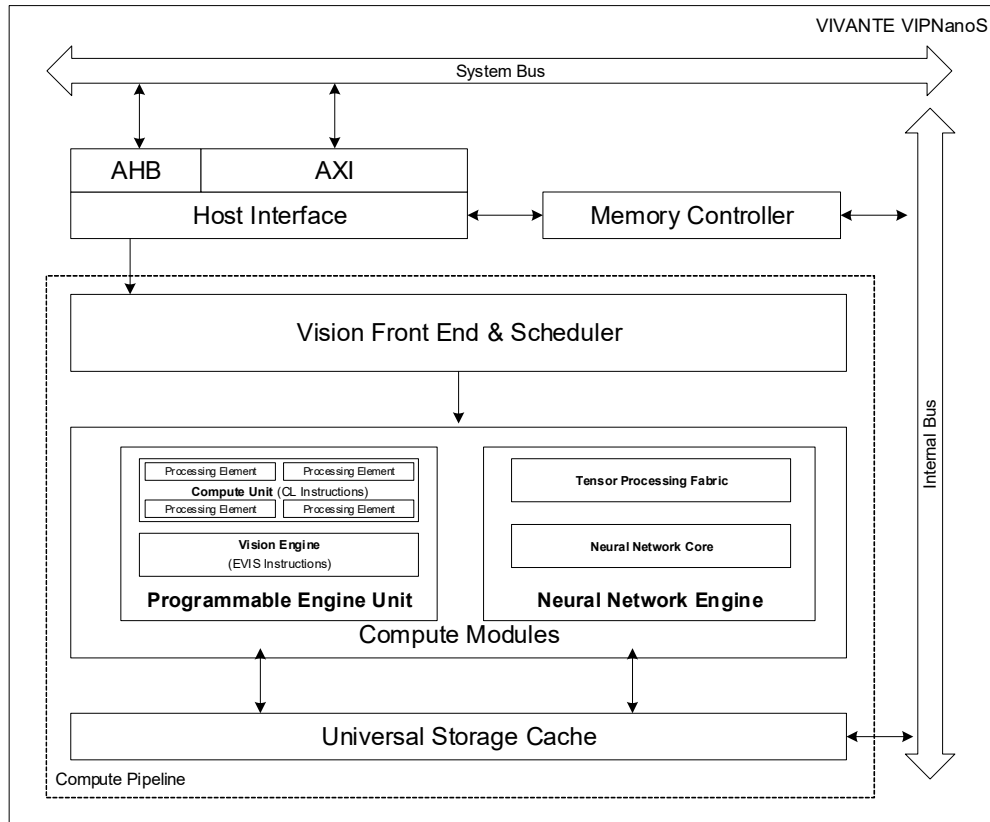 VIVANTE VIPNanoS
System Bus
AHB
AXI
Host Interface
Memory Controller
Vision Front End & Scheduler
Internal Bus
Processing Element
Processing Element
Compute Unit (CL Instructions)
Processing Element
Processing Element
Vision Engine
(EVIS Instructions)
Programmable Engine Unit
Tensor Processing Fabric
Neural Network Core
Neural Network Engine
Compute Modules
Universal Storage Cache
Compute Pipeline